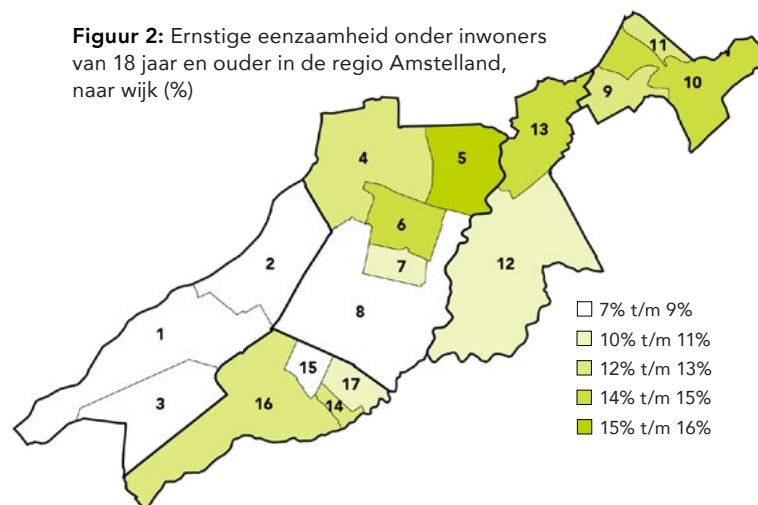 Figuur 2: Ernstige eenzaamheid onder inwoners
van 18 jaar en ouder in de regio Amstelland,
naar wijk (%)
11
10
9
13
4
5
6
7
2
12
8
1
15
17
3
16
14
7% t/m 9%
10% t/m 11%
12% t/m 13%
14% t/m 15%
15% t/m 16%